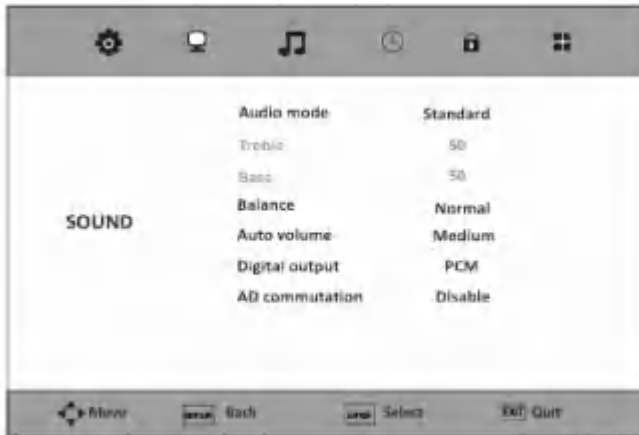 Audio mode Standard
Treble 50
Bass 50
Balance Normal
SOUND
Auto volume Medium
Digital output PCM
AD commutation Disable
Move Back Select EXIT Quit